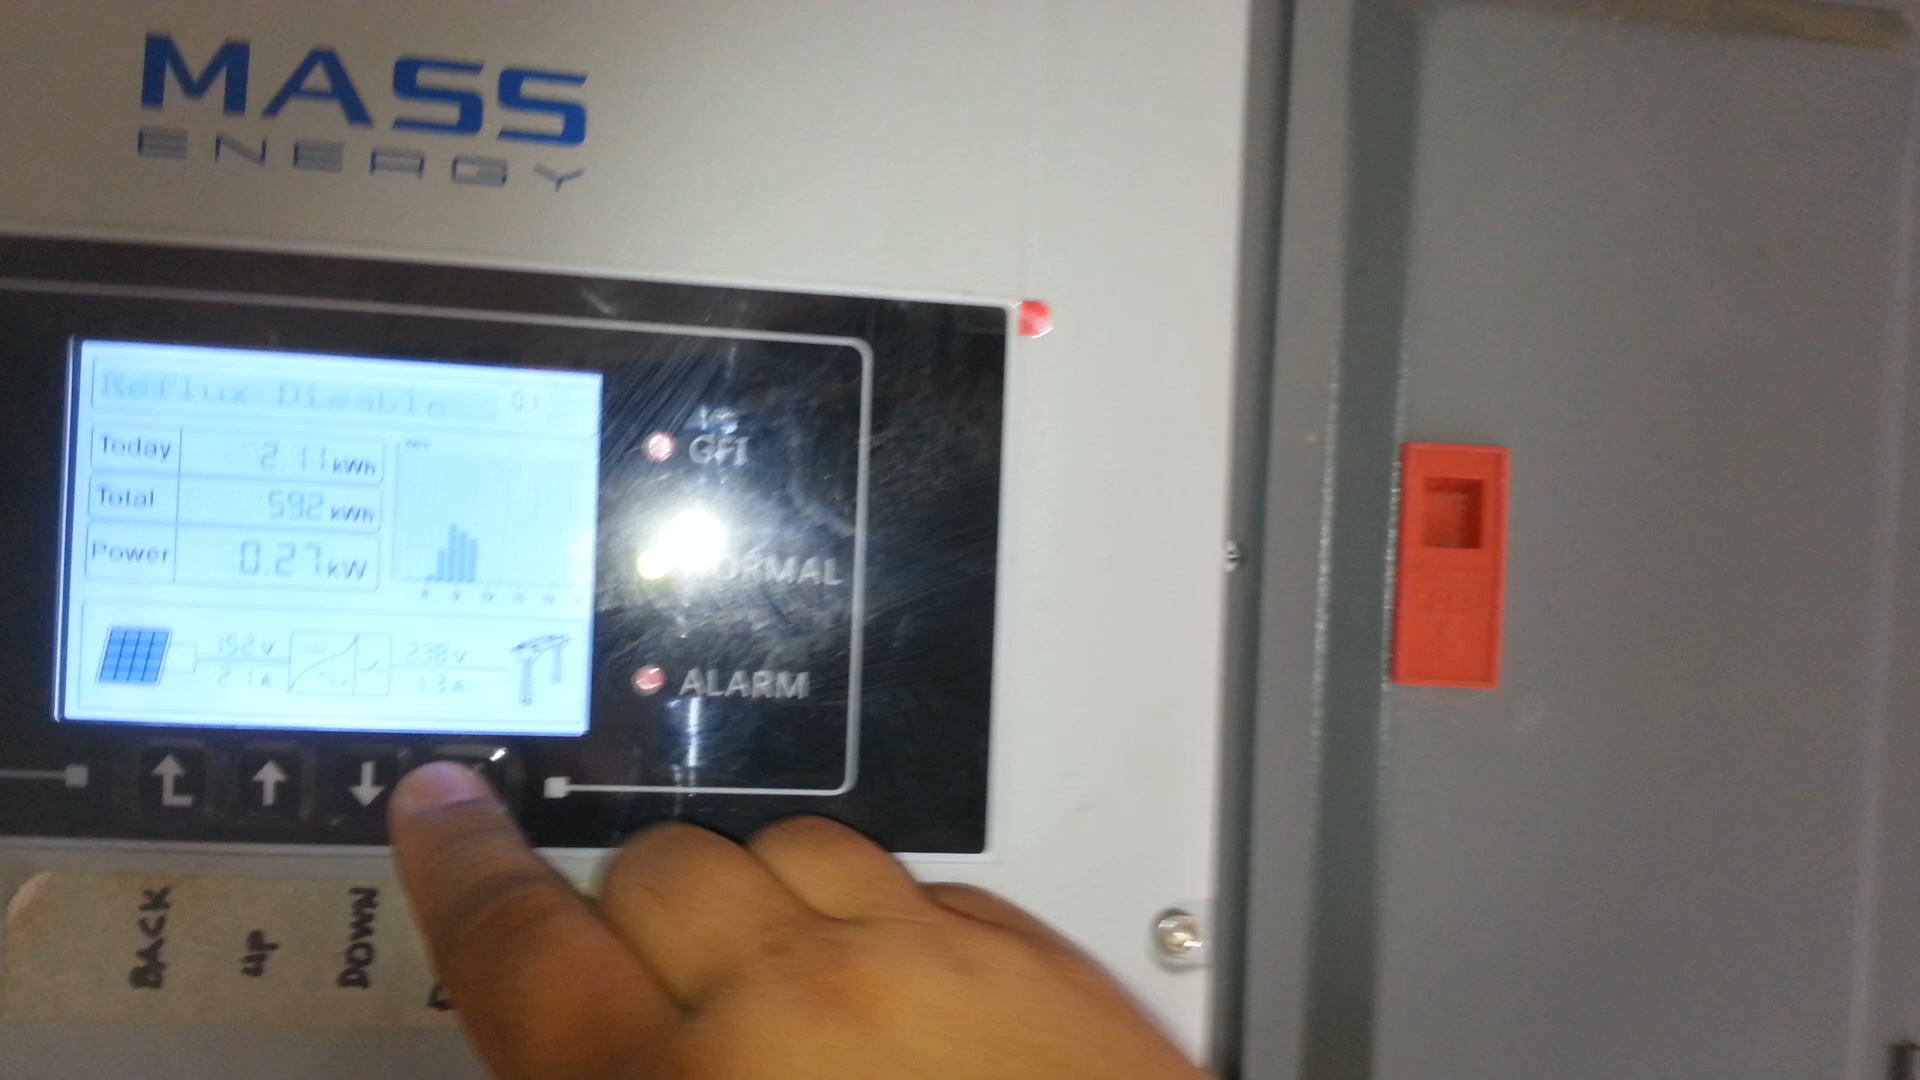 MASS
ENERGY
Reflux Disable 01
Today 2.11 kWh
Total 592 kWh
Power 0.27 kW
152 V
2.1 A
238 V
1.3 A
GFI
NORMAL
ALARM
BACK
UP
DOWN